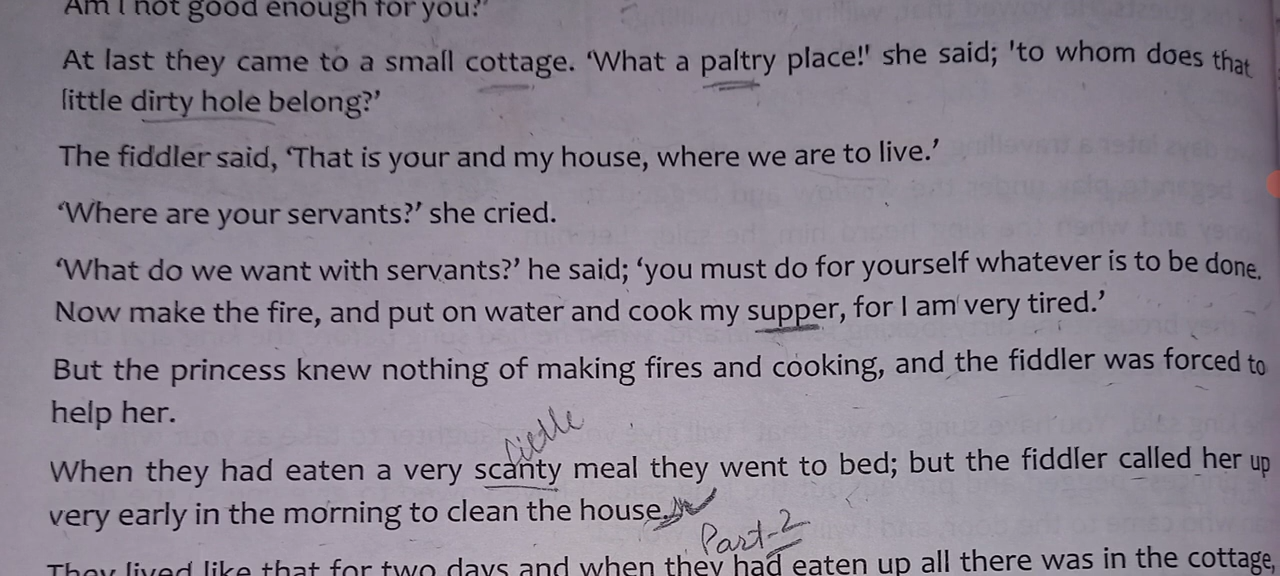 Am I not good enough for you?'
At last they came to a small cottage. 'What a paltry place!' she said; 'to whom does that
little dirty hole belong?'
The fiddler said, 'That is your and my house, where we are to live.'
'Where are your servants?' she cried.
'What do we want with servants?' he said; 'you must do for yourself whatever is to be done.
Now make the fire, and put on water and cook my supper, for I am very tired.'
But the princess knew nothing of making fires and cooking, and the fiddler was forced to
help her.
little
When they had eaten a very scanty meal they went to bed; but the fiddler called her up
very early in the morning to clean the house.
Part-2
They lived like that for two days and when they had eaten up all there was in the cottage,